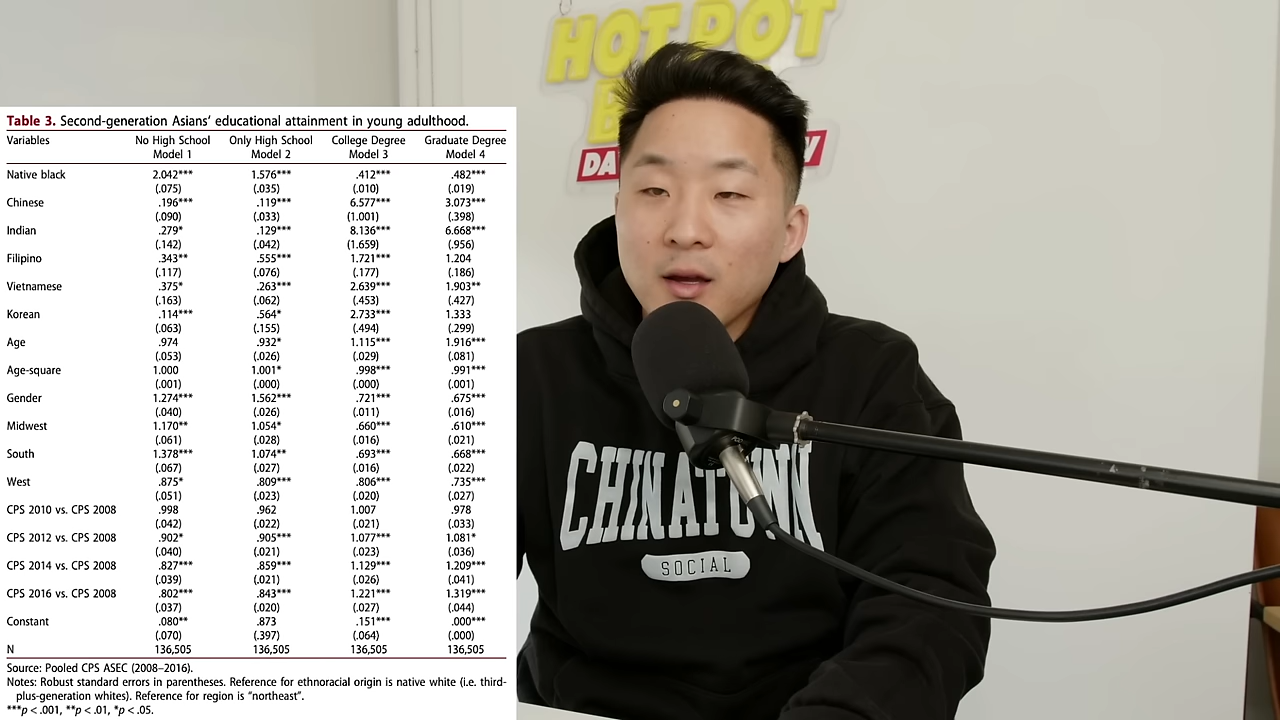 HOT POT
B
DA W
Table 3. Second-generation Asians' educational attainment in young adulthood.
Variables No High School Only High School College Degree Graduate Degree
Model 1 Model 2 Model 3 Model 4
Native black 2.042*** 1.576*** .412*** .482***
(.075) (.035) (.010) (.019)
Chinese .196*** .119*** 6.577*** 3.073***
(.090) (.033) (1.001) (.398)
Indian .279* .129*** 8.136*** 6.668***
(.142) (.042) (1.659) (.956)
Filipino .343** .555*** 1.721*** 1.204
(.117) (.076) (.177) (.186)
Vietnamese .375* .263*** 2.639*** 1.903**
(.163) (.062) (.453) (.427)
Korean .114*** .564* 2.733*** 1.333
(.063) (.155) (.494) (.299)
Age .974 .932* 1.115*** 1.916***
(.053) (.026) (.029) (.081)
Age-square 1.000 1.001* .998*** .991***
(.001) (.000) (.000) (.001)
Gender 1.274*** 1.562*** .721*** .675***
(.040) (.026) (.011) (.016)
Midwest 1.170** 1.054* .660*** .610***
(.061) (.028) (.016) (.021)
South 1.378*** 1.074** .693*** .668***
(.067) (.027) (.016) (.022)
West .875* .809*** .806*** .735***
(.051) (.023) (.020) (.027)
CPS 2010 vs. CPS 2008 .998 .962 1.007 .978
(.042) (.022) (.021) (.033)
CPS 2012 vs. CPS 2008 .902* .905*** 1.077*** 1.081*
(.040) (.021) (.023) (.036)
CPS 2014 vs. CPS 2008 .827*** .859*** 1.129*** 1.209***
(.039) (.021) (.026) (.041)
CPS 2016 vs. CPS 2008 .802*** .843*** 1.221*** 1.319***
(.037) (.020) (.027) (.044)
Constant .080** .873 .151*** .000***
(.070) (.397) (.064) (.000)
N 136,505 136,505 136,505 136,505
Source: Pooled CPS ASEC (2008–2016).
Notes: Robust standard errors in parentheses. Reference for ethnoracial origin is native white (i.e. third-
plus-generation whites). Reference for region is "northeast".
***p < .001, **p < .01, *p < .05.
CHINATOWN
SOCIAL